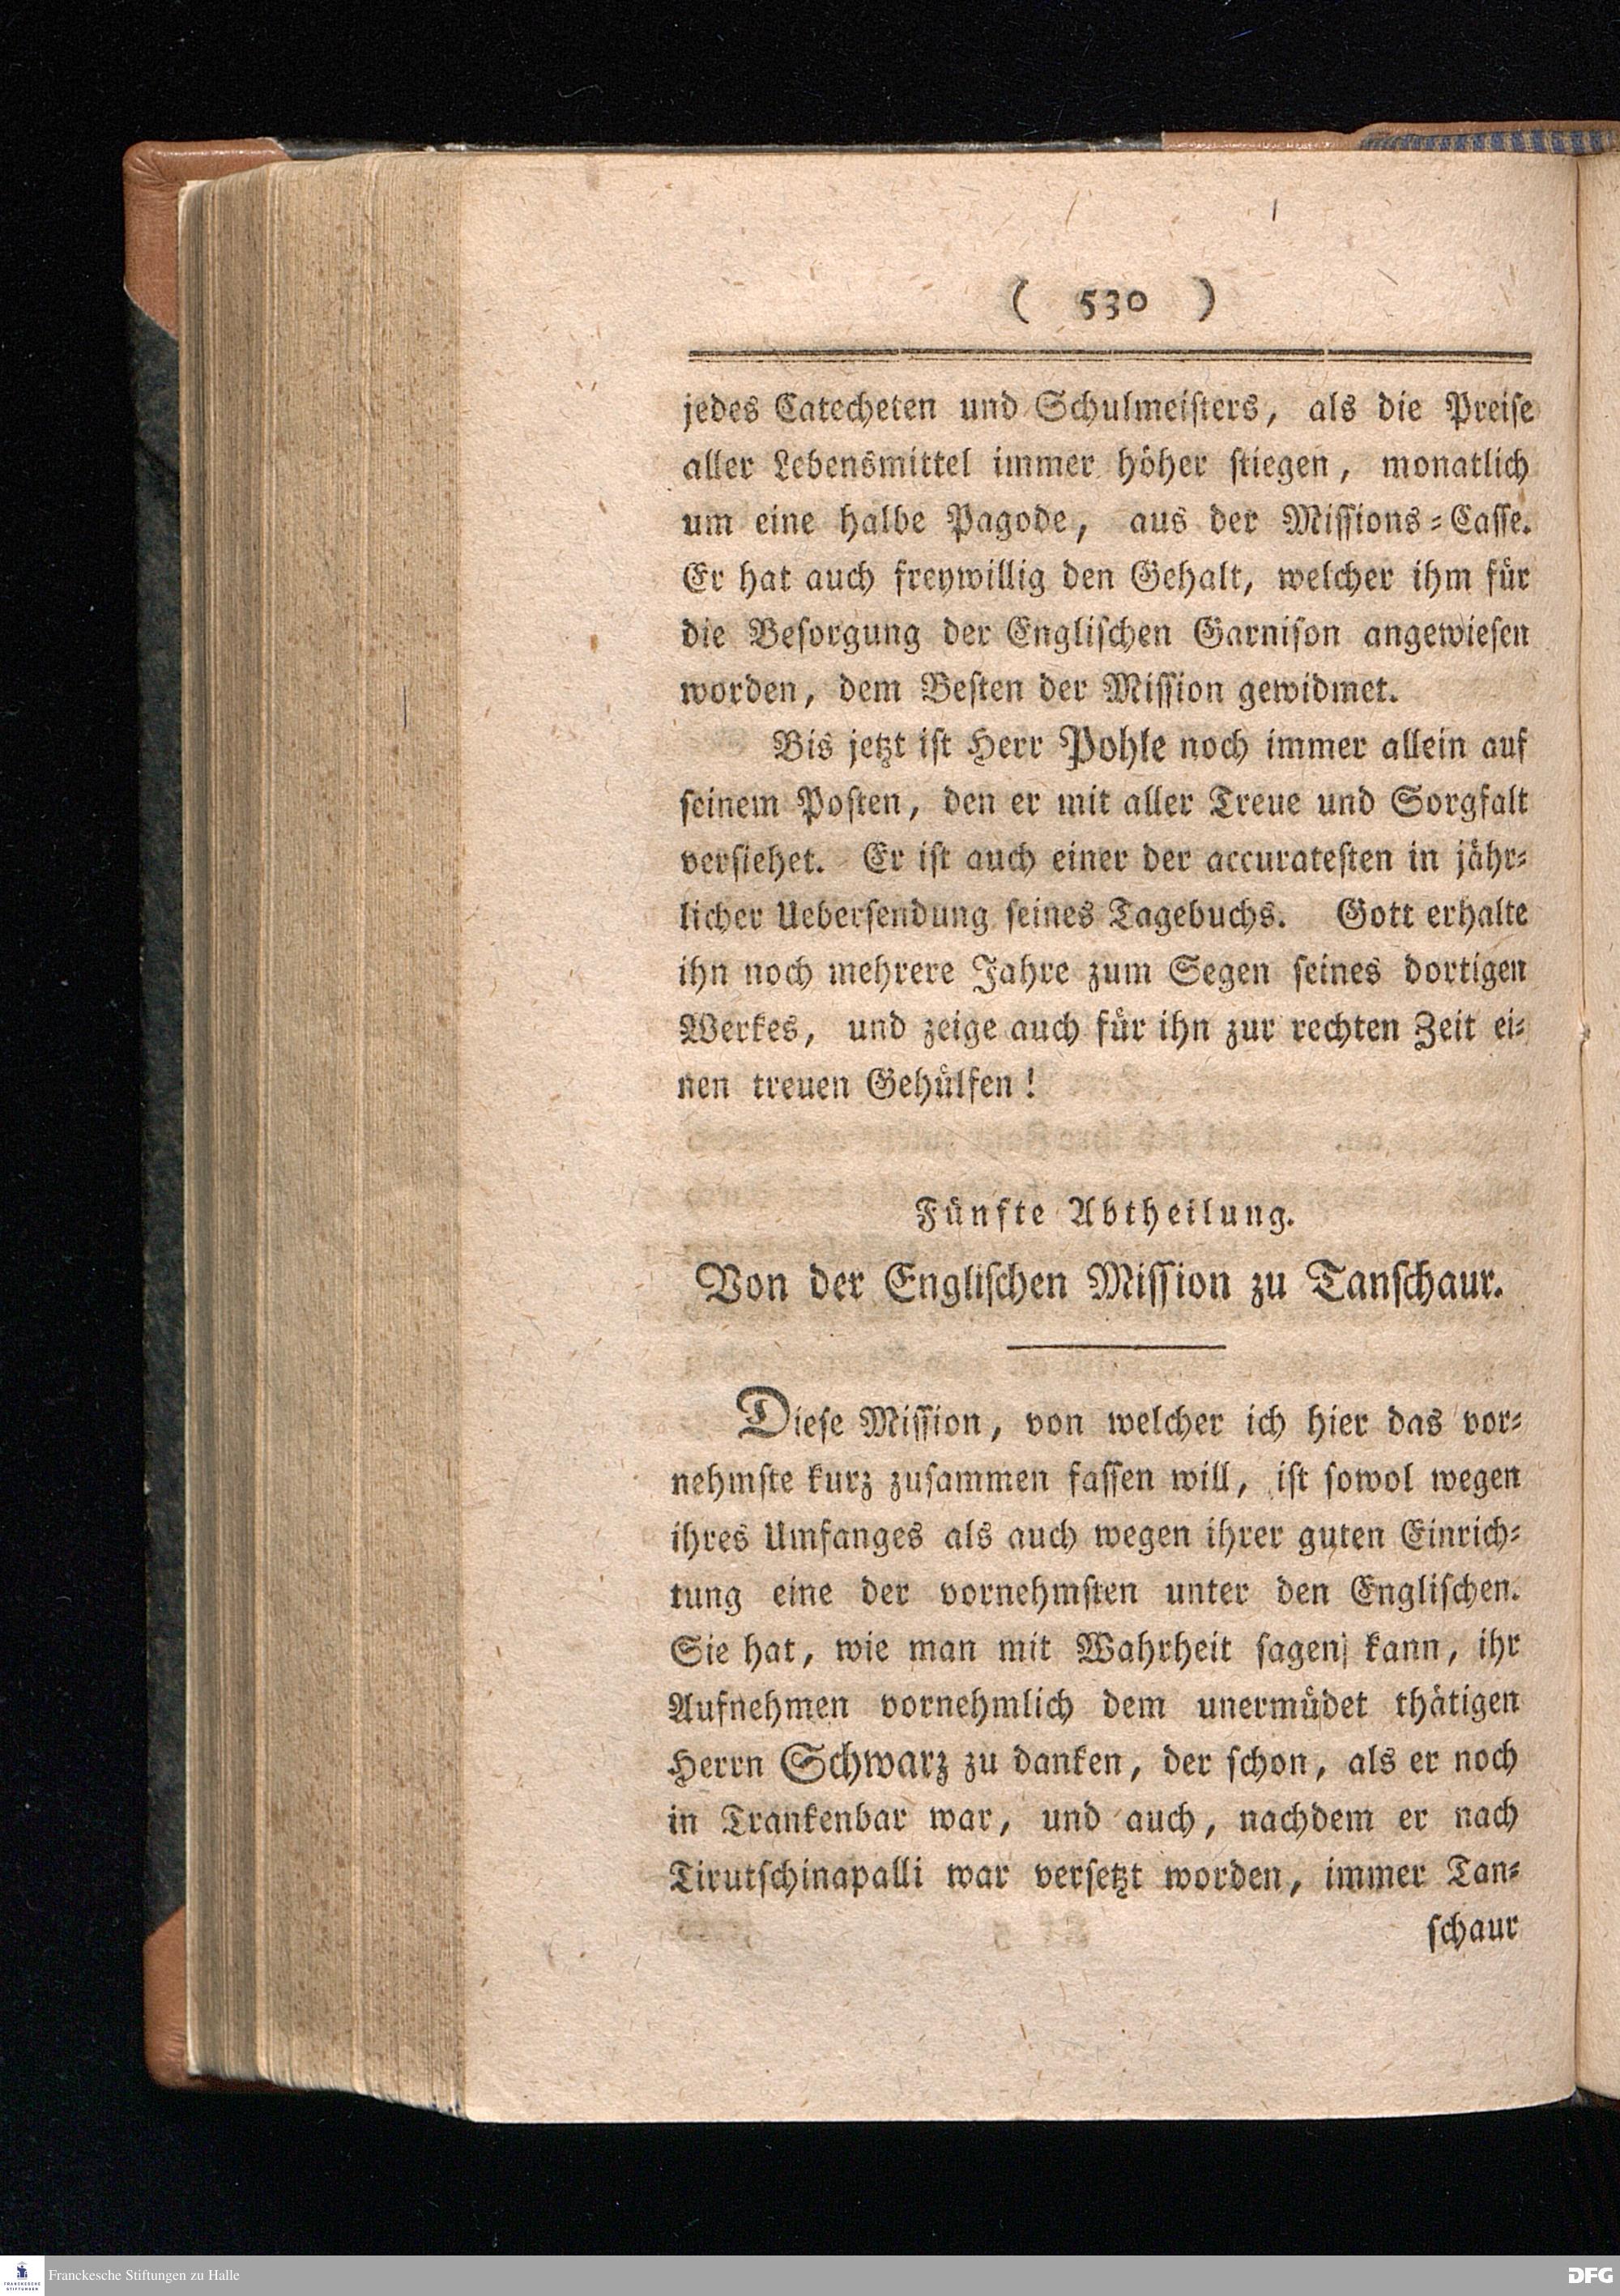 ( 530 )
jedes Catecheten und Schulmeisters, als die Preise
aller Lebensmittel immer höher stiegen, monatlich
um eine halbe Pagode, aus der Missions-Casse.
Er hat auch freywillig den Gehalt, welcher ihm für
die Besorgung der Englischen Garnison angewiesen
worden, dem Besten der Mission gewidmet.
Bis jetzt ist Herr Pohle noch immer allein auf
seinem Posten, den er mit aller Treue und Sorgfalt
versiehet. Er ist auch einer der accuratesten in jähr-
licher Uebersendung seines Tagebuchs. Gott erhalte
ihn noch mehrere Jahre zum Segen seines dortigen
Werkes, und zeige auch für ihn zur rechten Zeit ei-
nen treuen Gehülfen!
Fünfte Abtheilung.
Von der Englischen Mission zu Tanschaur.
Diese Mission, von welcher ich hier das vor-
nehmste kurz zusammen fassen will, ist sowol wegen
ihres Umfanges als auch wegen ihrer guten Einrich-
tung eine der vornehmsten unter den Englischen.
Sie hat, wie man mit Wahrheit sagen kann, ihr
Aufnehmen vornehmlich dem unermüdet thätigen
Herrn Schwarz zu danken, der schon, als er noch
in Trankenbar war, und auch, nachdem er nach
Tirutschinapalli war versetzt worden, immer Tan-
schaur
FRANCKESCHE STIFTUNGEN
Franckesche Stiftungen zu Halle
DFG